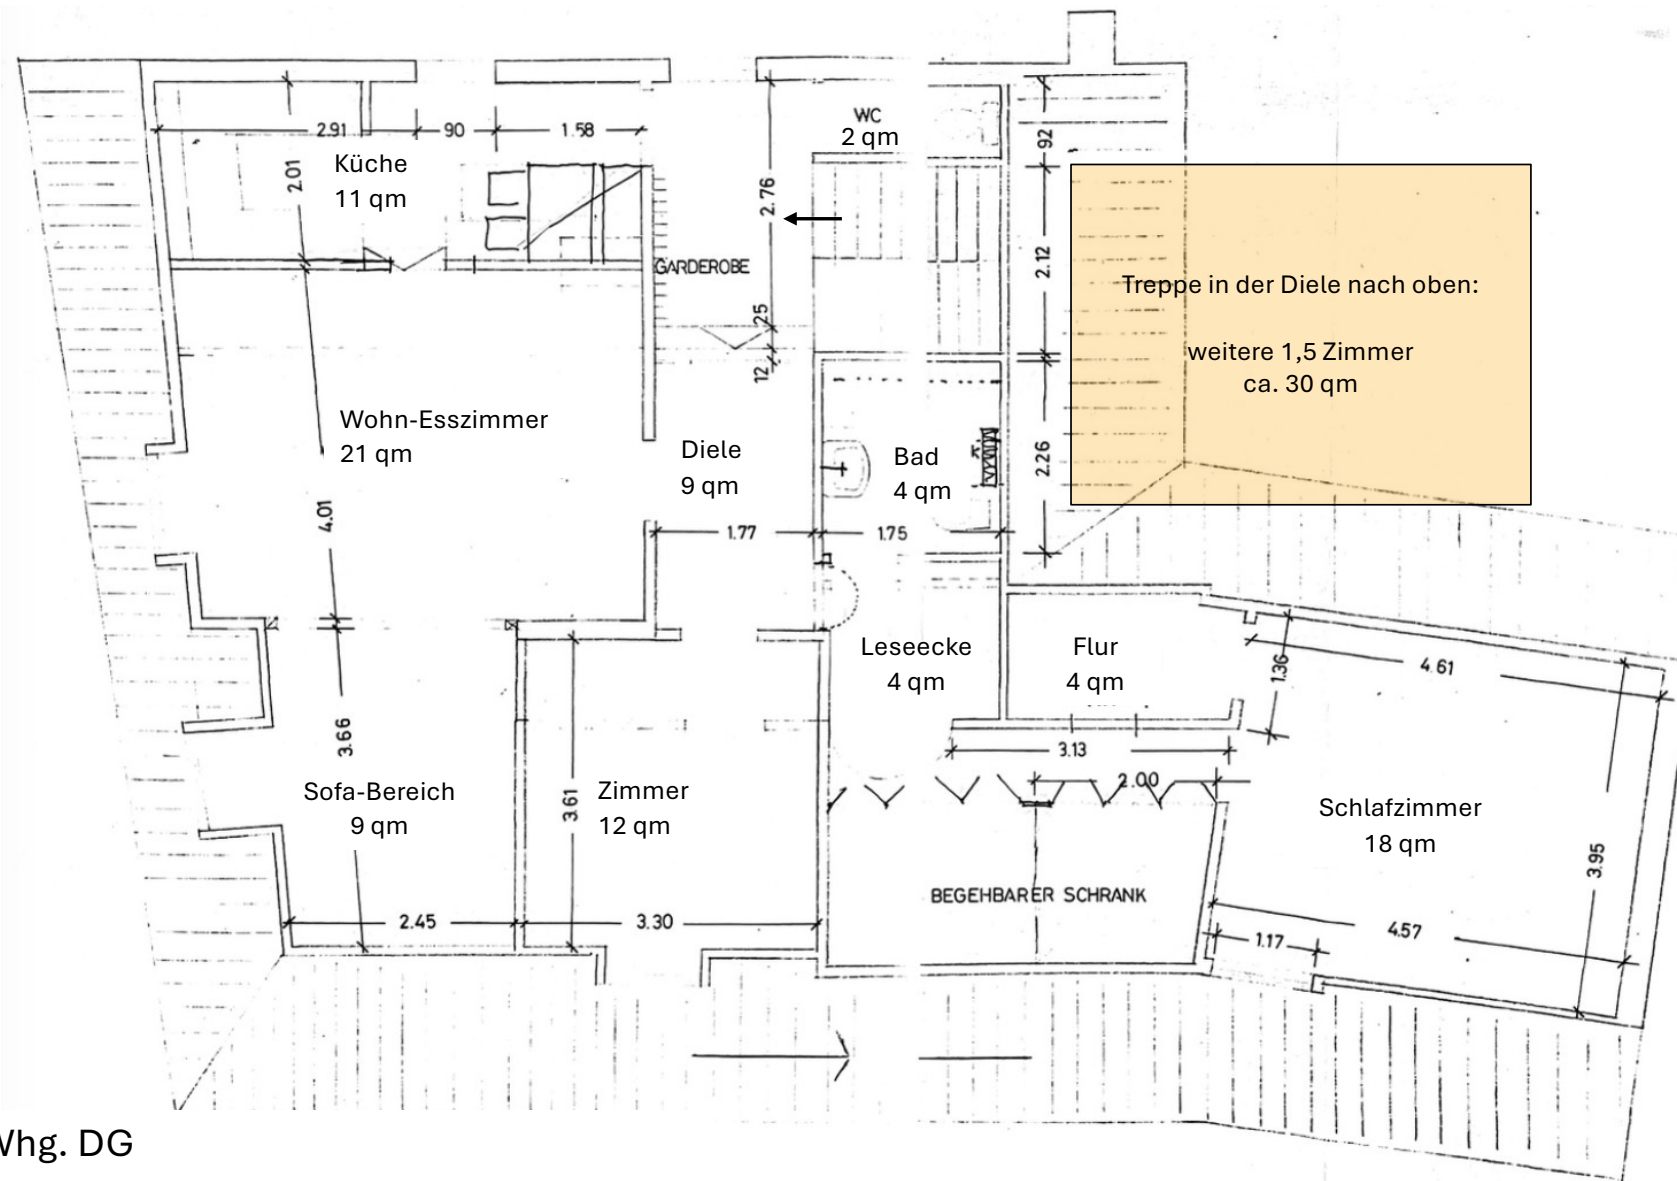 WC
2 qm
2.91
90
1.58
92
Küche
11 qm
2.01
2.76
2.12
GARDEROBE
Treppe in der Diele nach oben:
weitere 1,5 Zimmer
ca. 30 qm
25
12
Wohn-Esszimmer
21 qm
Diele
9 qm
Bad
4 qm
2.26
4.01
1.77
1.75
Leseecke
4 qm
Flur
4 qm
1.36
4.61
3.66
3.13
2.00
Sofa-Bereich
9 qm
3.61
Zimmer
12 qm
Schlafzimmer
18 qm
3.95
BEGEHBARER SCHRANK
2.45
3.30
1.17
4.57
Whg. DG